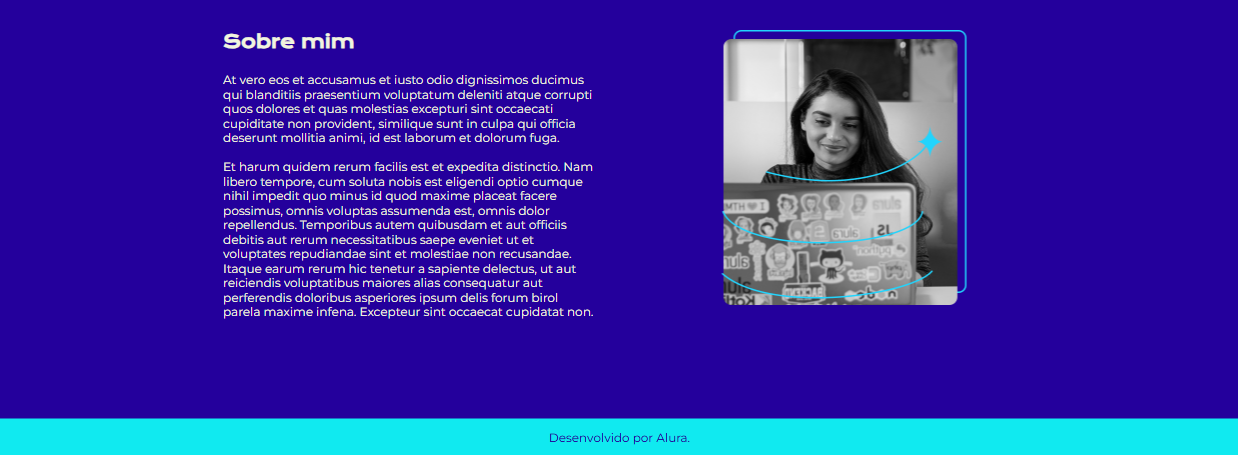 Sobre mim
At vero eos et accusamus et iusto odio dignissimos ducimus
qui blanditiis praesentium voluptatum deleniti atque corrupti
quos dolores et quas molestias excepturi sint occaecati
cupiditate non provident, similique sunt in culpa qui officia
deserunt mollitia animi, id est laborum et dolorum fuga.
Et harum quidem rerum facilis est et expedita distinctio. Nam
libero tempore, cum soluta nobis est eligendi optio cumque
nihil impedit quo minus id quod maxime placeat facere
possimus, omnis voluptas assumenda est, omnis dolor
repellendus. Temporibus autem quibusdam et aut officiis
debitis aut rerum necessitatibus saepe eveniet ut et
voluptates repudiandae sint et molestiae non recusandae.
Itaque earum rerum hic tenetur a sapiente delectus, ut aut
reiciendis voluptatibus maiores alias consequatur aut
perferendis doloribus asperiores ipsum delis forum birol
parela maxime infena. Excepteur sint occaecat cupidatat non.
alura
alura
JS
python
Desenvolvido por Alura.